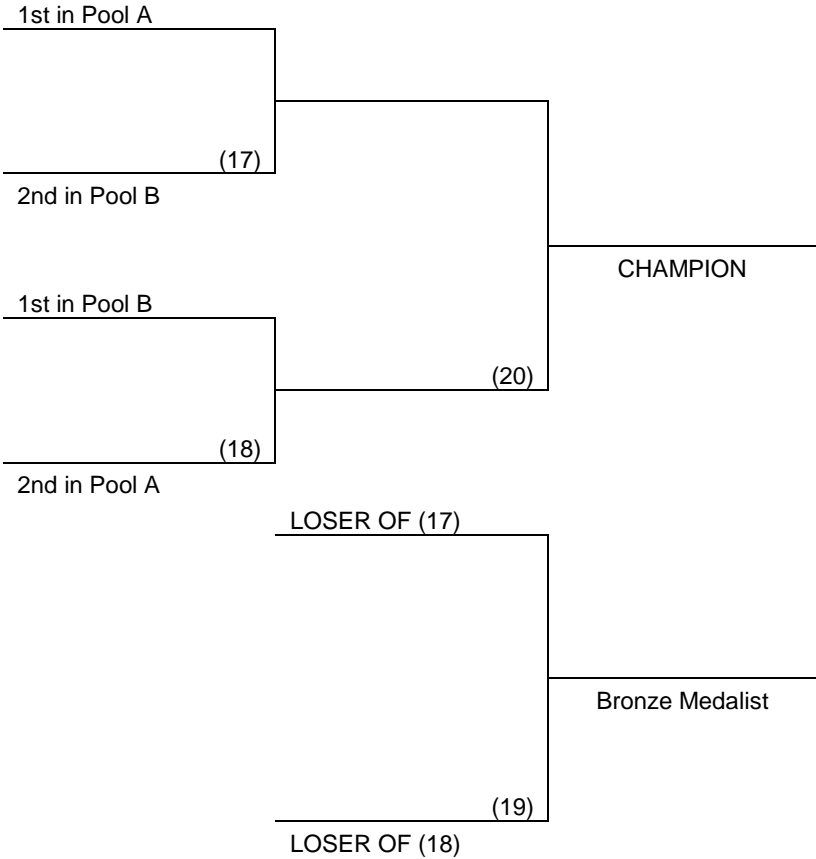 1st in Pool A
(17)
2nd in Pool B
CHAMPION
1st in Pool B
(20)
(18)
2nd in Pool A
LOSER OF (17)
Bronze Medalist
(19)
LOSER OF (18)